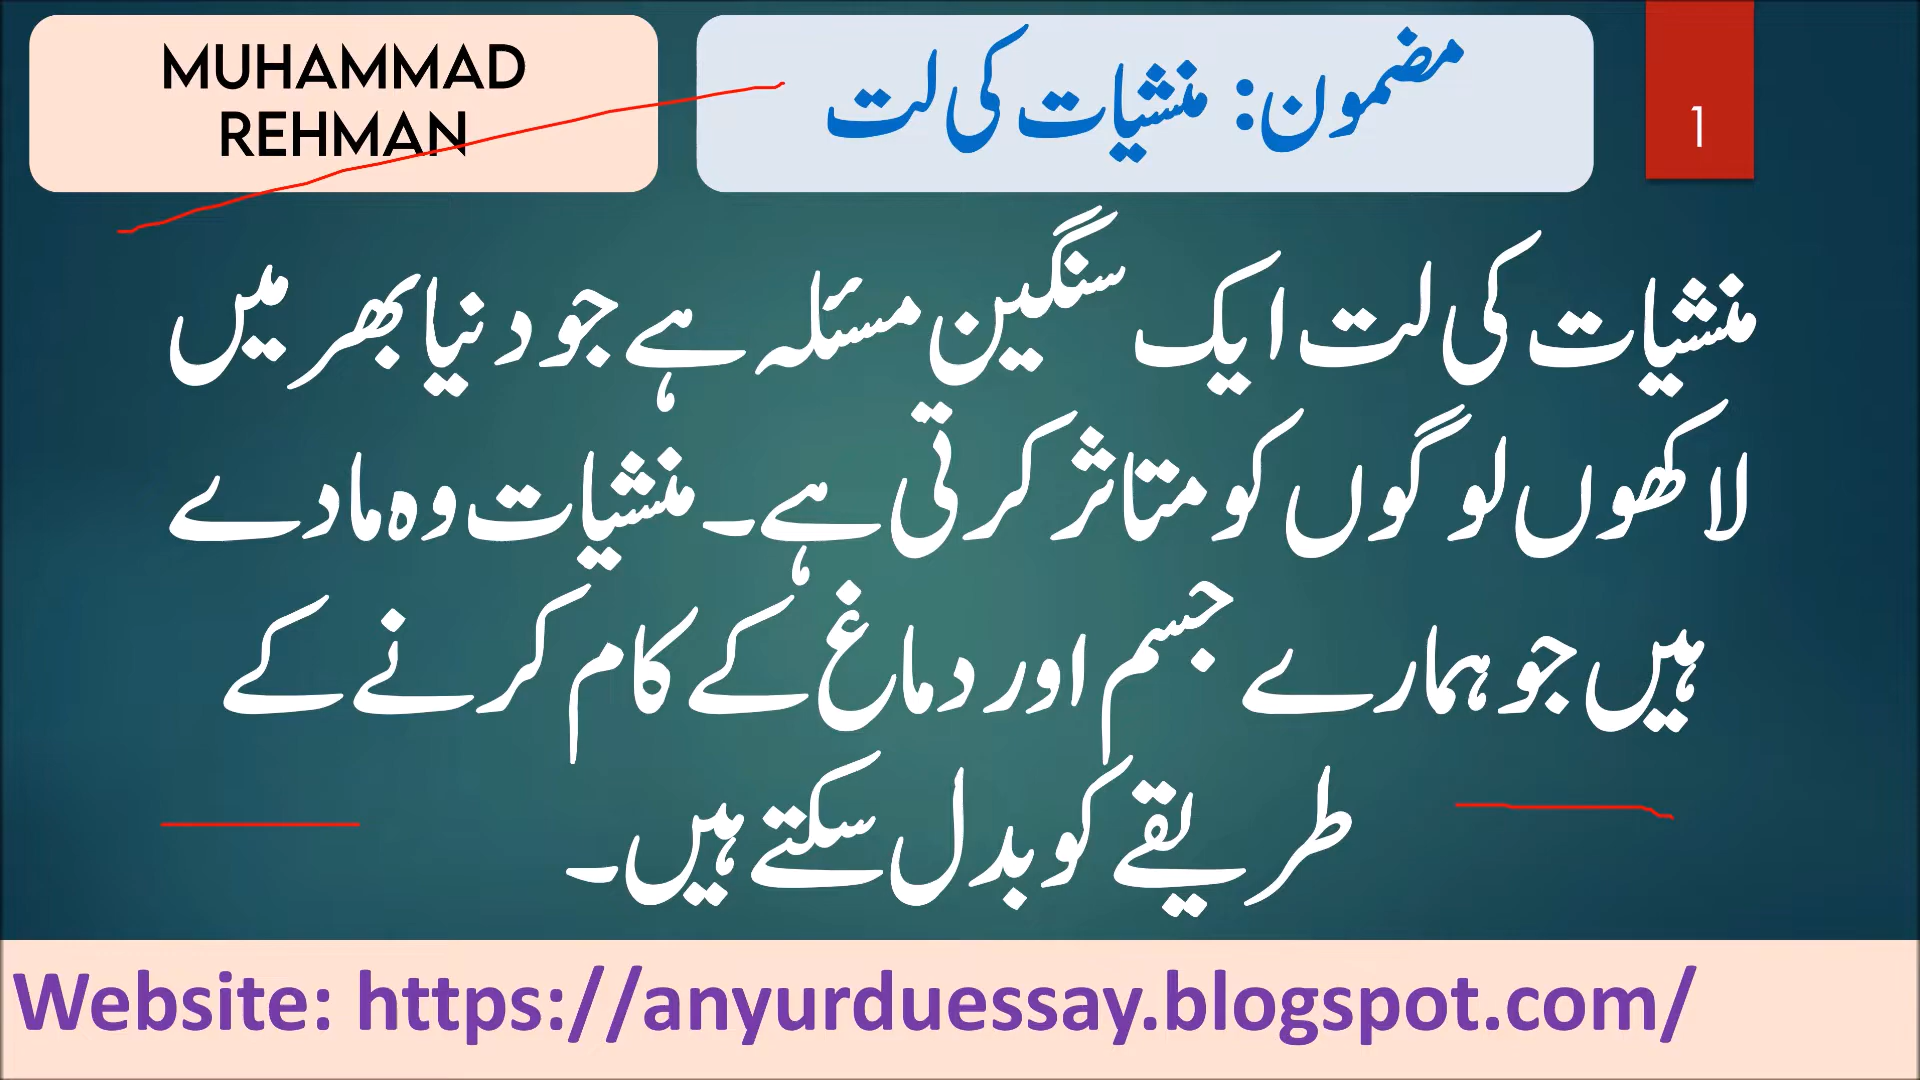 MUHAMMAD
REHMAN
مضمون: منشیات کی لت
1
منشیات کی لت ایک سنگین مسئلہ ہے جو دنیا بھر میں
لاکھوں لوگوں کو متاثر کرتی ہے۔ منشیات وہ مادے
ہیں جو ہمارے جسم اور دماغ کے کام کرنے کے
طریقے کو بدل سکتے ہیں۔
Website: https://anyurduessay.blogspot.com/